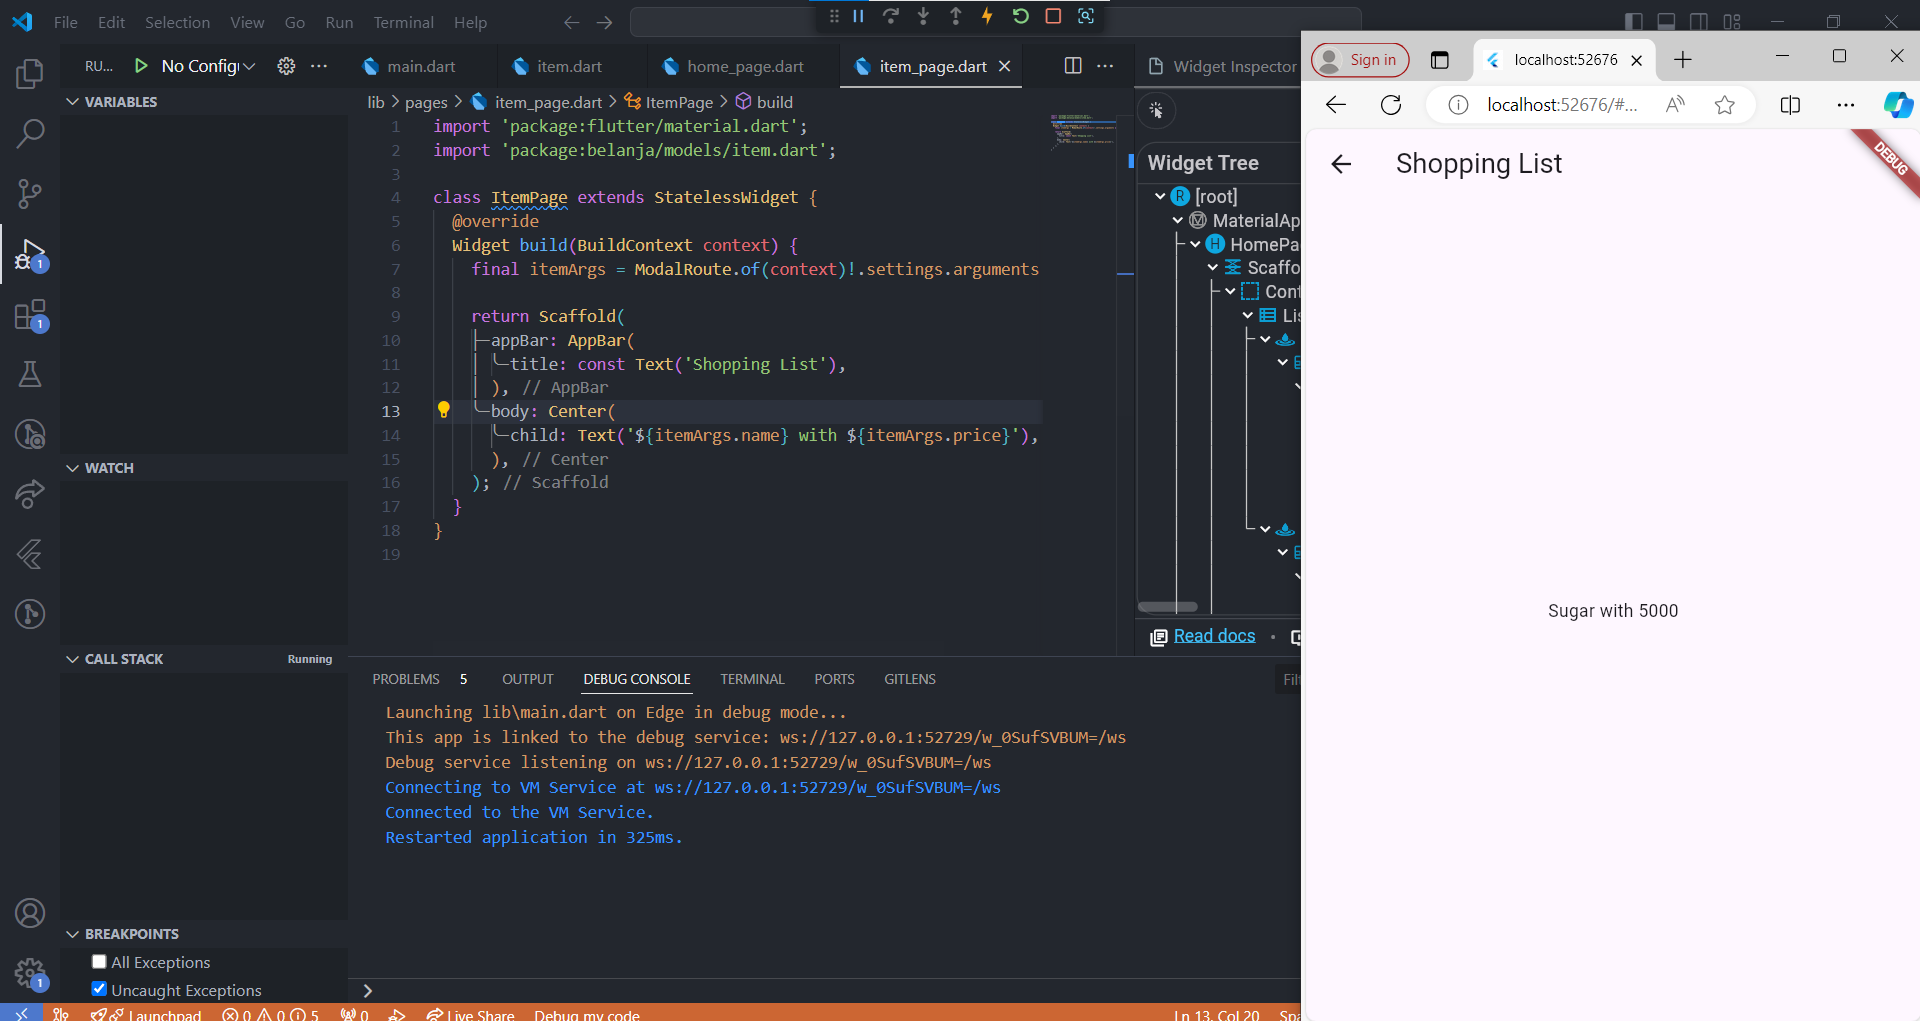 File Edit Selection View Go Run Terminal Help
RU... No Config
VARIABLES
WATCH
CALL STACK Running
BREAKPOINTS
All Exceptions
Uncaught Exceptions
1
1
1
main.dart item.dart home_page.dart item_page.dart
lib > pages > item_page.dart > ItemPage > build
1 import 'package:flutter/material.dart';
2 import 'package:belanja/models/item.dart';
3
4 class ItemPage extends StatelessWidget {
5 @override
6 Widget build(BuildContext context) {
7 final itemArgs = ModalRoute.of(context)!.settings.arguments
8
9 return Scaffold(
10 appBar: AppBar(
11 title: const Text('Shopping List'),
12 ), // AppBar
13 body: Center(
14 child: Text('${itemArgs.name} with ${itemArgs.price}'),
15 ), // Center
16 ); // Scaffold
17 }
18 }
19
Widget Inspector
Widget Tree
R [root]
M MaterialAp
H HomePa
Scaffo
Cont
Lis
Read docs
PROBLEMS 5 OUTPUT DEBUG CONSOLE TERMINAL PORTS GITLENS
Filt
Launching lib\main.dart on Edge in debug mode...
This app is linked to the debug service: ws://127.0.0.1:52729/w_0SufSVBUM=/ws
Debug service listening on ws://127.0.0.1:52729/w_0SufSVBUM=/ws
Connecting to VM Service at ws://127.0.0.1:52729/w_0SufSVBUM=/ws
Connected to the VM Service.
Restarted application in 325ms.
Launchpad 0 0 5 0 Live Share Debug my code Ln 13, Col 20 Spa
Sign in localhost:52676
localhost:52676/#...
Shopping List
DEBUG
Sugar with 5000